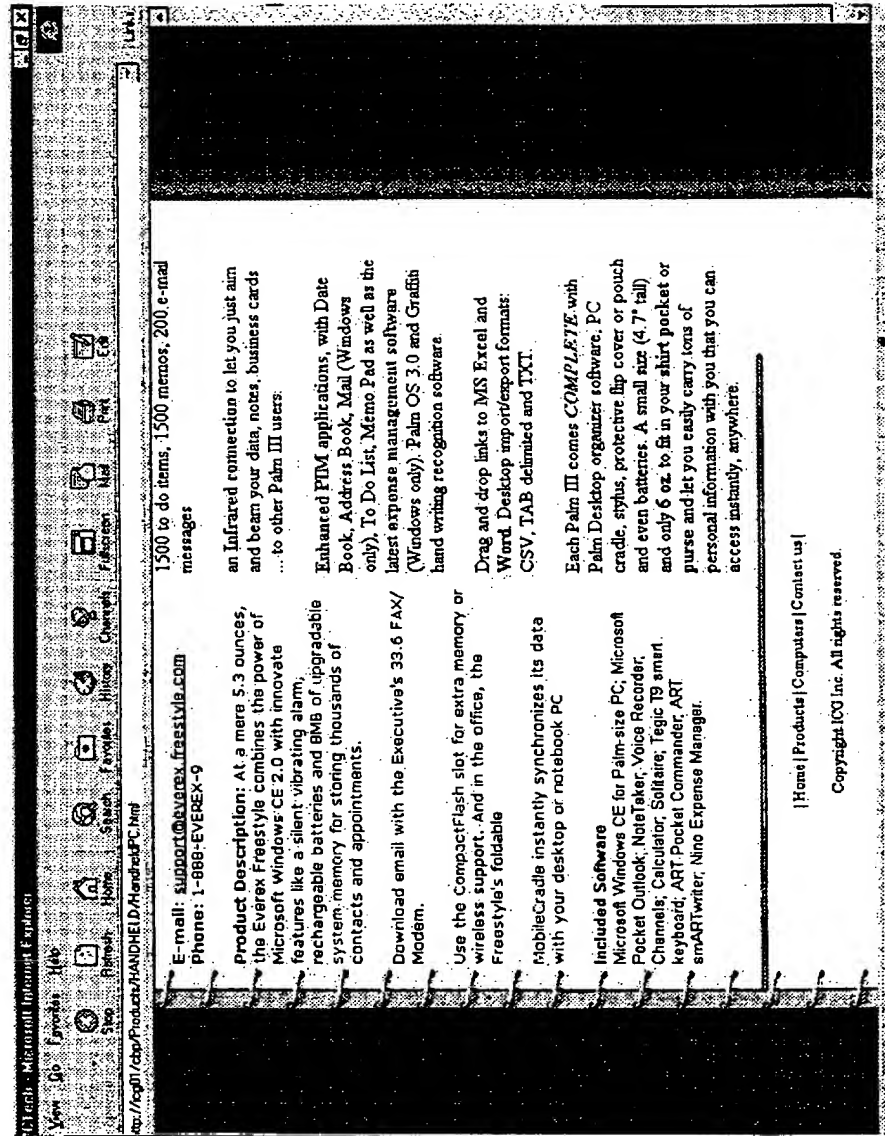 Microsoft Internet Explorer
View Go Favorites Help
Stop Refresh Home Search Favorites History Channels Fullscreen Mail Print Edit
http://icg01/cbp/Products/HANDHELD/HandheldPC.html
Links
E-mail: support@everex.freestyle.com
Phone: 1-888-EVEREX-9
Product Description: At a mere 5.3 ounces,
the Everex Freestyle combines the power of
Microsoft Windows CE 2.0 with innovate
features like a silent vibrating alarm,
rechargeable batteries and 8MB of upgradable
system memory for storing thousands of
contacts and appointments.
Download email with the Executive's 33.6 FAX/
Modem.
Use the CompactFlash slot for extra memory or
wireless support. And in the office, the
Freestyle's foldable
MobileCradle instantly synchronizes its data
with your desktop or notebook PC
Included Software
Microsoft Windows CE for Palm-size PC; Microsoft
Pocket Outlook; NoteTaker; Voice Recorder;
Channels; Calculator; Solitaire; Tegic T9 smart
keyboard; ART Pocket Commander; ART
smARTwriter; Nino Expense Manager.
1500 to do items, 1500 memos, 200 e-mail
messages
an Infrared connection to let you just aim
and beam your data, notes, business cards
.... to other Palm III users:
Enhanced PIM applications, with Date
Book, Address Book, Mail (Windows
only), To Do List, Memo Pad as well as the
latest expense management software
(Windows only). Palm OS 3.0 and Graffiti
hand writing recognition software.
Drag and drop links to MS Excel and
Word. Desktop import/export formats:
CSV, TAB delimited and TXT.
Each Palm III comes COMPLETE with
Palm Desktop organizer software, PC
cradle, stylus, protective flip cover or pouch
and even batteries. A small size (4.7" tall)
and only 6 oz. to fit in your shirt pocket or
purse and let you easily carry tons of
personal information with you that you can
access instantly, anywhere.
| Home | Products | Computers | Contact us |
Copyright ICG Inc. All rights reserved.